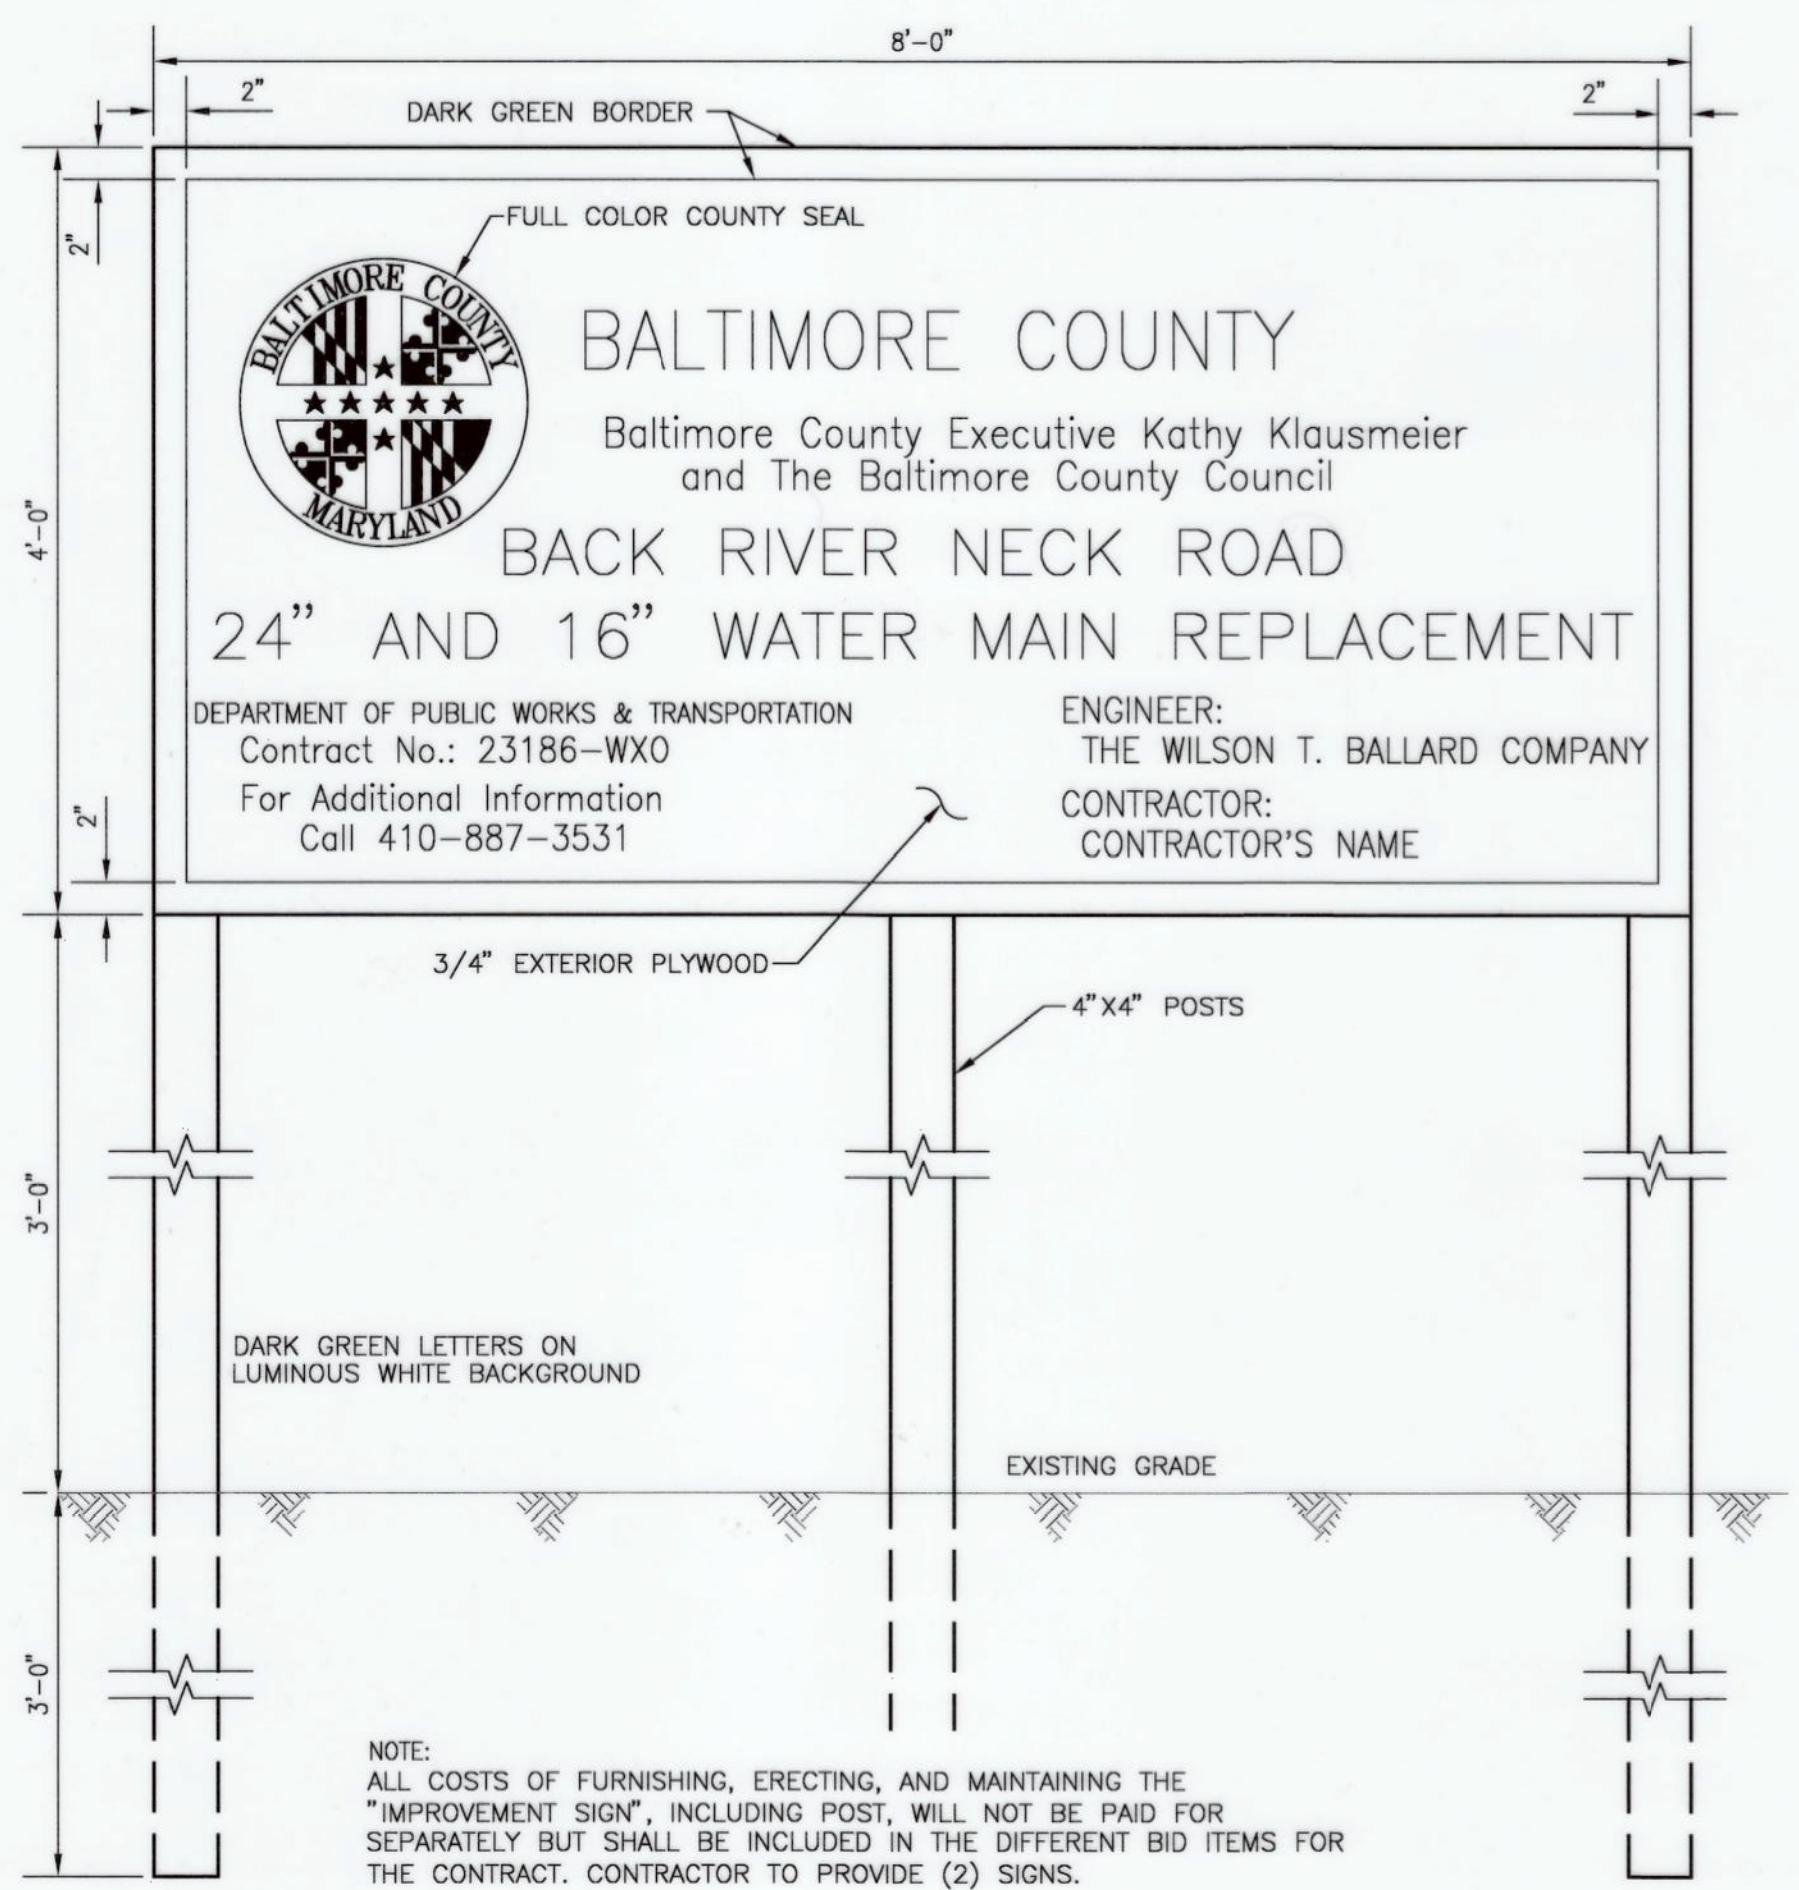 8'-0"
2"
2"
DARK GREEN BORDER
2"
FULL COLOR COUNTY SEAL
BALTIMORE COUNTY
MARYLAND
BALTIMORE COUNTY
Baltimore County Executive Kathy Klausmeier
and The Baltimore County Council
4'-0"
BACK RIVER NECK ROAD
24" AND 16" WATER MAIN REPLACEMENT
DEPARTMENT OF PUBLIC WORKS & TRANSPORTATION
Contract No.: 23186-WX0
For Additional Information
Call 410-887-3531
ENGINEER:
THE WILSON T. BALLARD COMPANY
CONTRACTOR:
CONTRACTOR'S NAME
2"
3/4" EXTERIOR PLYWOOD
4"X4" POSTS
3'-0"
DARK GREEN LETTERS ON
LUMINOUS WHITE BACKGROUND
EXISTING GRADE
3'-0"
NOTE:
ALL COSTS OF FURNISHING, ERECTING, AND MAINTAINING THE
"IMPROVEMENT SIGN", INCLUDING POST, WILL NOT BE PAID FOR
SEPARATELY BUT SHALL BE INCLUDED IN THE DIFFERENT BID ITEMS FOR
THE CONTRACT. CONTRACTOR TO PROVIDE (2) SIGNS.